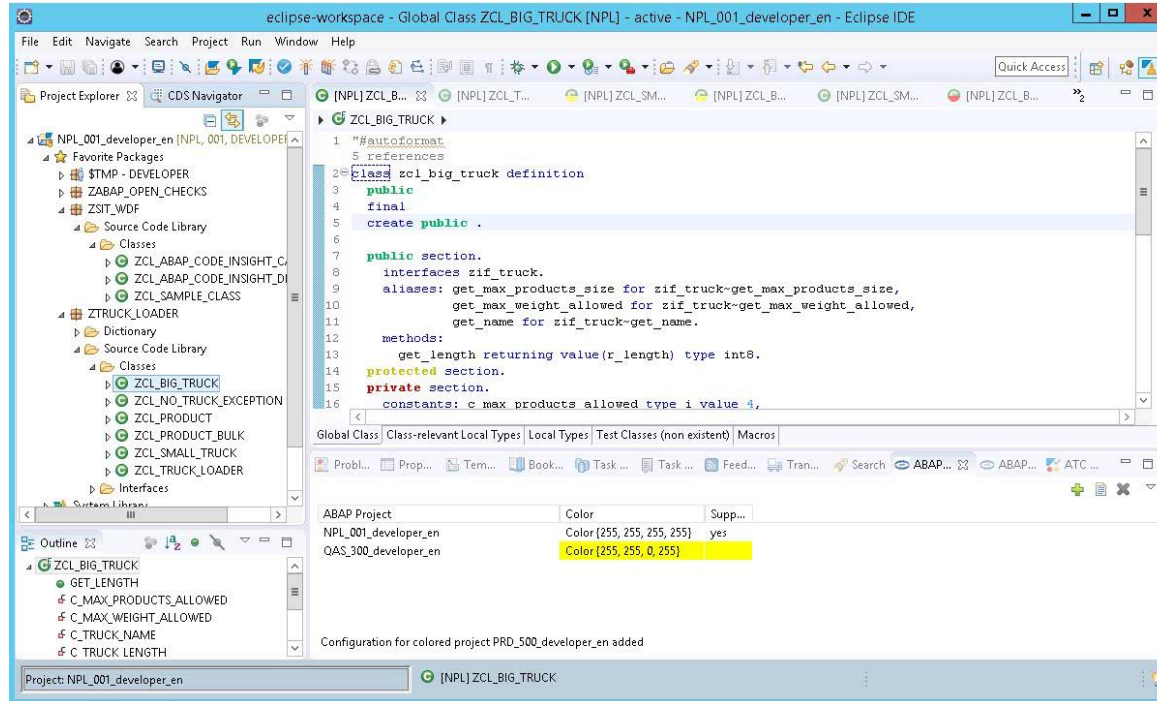 eclipse-workspace - Global Class ZCL_BIG_TRUCK [NPL] - active - NPL_001_developer_en - Eclipse IDE
File Edit Navigate Search Project Run Window Help
Quick Access
Project Explorer CDS Navigator
NPL_001_developer_en [NPL, 001, DEVELOPER
Favorite Packages
$TMP - DEVELOPER
ZABAP_OPEN_CHECKS
ZSIT_WDF
Source Code Library
Classes
ZCL_ABAP_CODE_INSIGHT_C
ZCL_ABAP_CODE_INSIGHT_D
ZCL_SAMPLE_CLASS
ZTRUCK_LOADER
Dictionary
Source Code Library
Classes
ZCL_BIG_TRUCK
ZCL_NO_TRUCK_EXCEPTION
ZCL_PRODUCT
ZCL_PRODUCT_BULK
ZCL_SMALL_TRUCK
ZCL_TRUCK_LOADER
Interfaces
System Library
Outline
ZCL_BIG_TRUCK
GET_LENGTH
C_MAX_PRODUCTS_ALLOWED
C_MAX_WEIGHT_ALLOWED
C_TRUCK_NAME
C_TRUCK_LENGTH
[NPL] ZCL_B... [NPL] ZCL_T... [NPL] ZCL_SM... [NPL] ZCL_B... [NPL] ZCL_SM... [NPL] ZCL_B... »2
ZCL_BIG_TRUCK
1 "#autoformat
5 references
2 class zcl_big_truck definition
3 public
4 final
5 create public .
6
7 public section.
8 interfaces zif_truck.
9 aliases: get_max_products_size for zif_truck~get_max_products_size,
10 get_max_weight_allowed for zif_truck~get_max_weight_allowed,
11 get_name for zif_truck~get_name.
12 methods:
13 get_length returning value(r_length) type int8.
14 protected section.
15 private section.
16 constants: c_max_products_allowed type i value 4,
Global Class Class-relevant Local Types Local Types Test Classes (non existent) Macros
Probl... Prop... Tem... Book... Task ... Task ... Feed... Tran... Search ABAP... ABAP... ATC ...
ABAP Project Color Supp...
NPL_001_developer_en Color {255, 255, 255, 255} yes
QAS_300_developer_en Color {255, 255, 0, 255}
Configuration for colored project PRD_500_developer_en added
Project: NPL_001_developer_en [NPL] ZCL_BIG_TRUCK